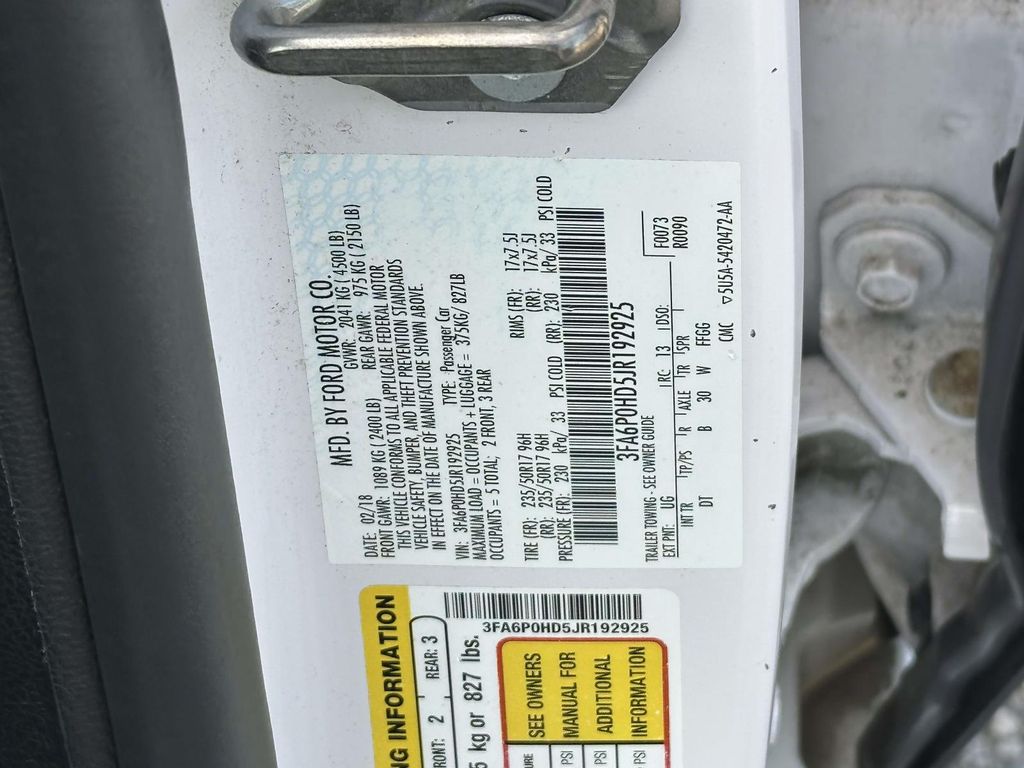 MFD. BY FORD MOTOR CO.
DATE: 02/18 GVWR: 2041 KG ( 4500 LB)
FRONT GAWR: 1089 KG ( 2400 LB) REAR GAWR: 975 KG ( 2150 LB)
THIS VEHICLE CONFORMS TO ALL APPLICABLE FEDERAL MOTOR
VEHICLE SAFETY, BUMPER, AND THEFT PREVENTION STANDARDS
IN EFFECT ON THE DATE OF MANUFACTURE SHOWN ABOVE.
VIN: 3FA6P0HD5JR192925 TYPE: Passenger Car
MAXIMUM LOAD = OCCUPANTS + LUGGAGE = 375KG/ 827LB
OCCUPANTS = 5 TOTAL; 2 FRONT, 3 REAR
TIRE (FR): 235/50R17 96H RIMS (FR): 17x7.5J
(RR): 235/50R17 96H (RR): 17x7.5J
PRESSURE (FR): 230 kPa/ 33 PSI COLD (RR): 230 kPa/ 33 PSI COLD
3FA6P0HD5JR192925
TRAILER TOWING - SEE OWNER GUIDE F0073
R0090
EXT PNT: UG RC: 13 DSO:
INT TR TP/PS R AXLE TR SPR
DT B 30 W FFGG
CMC ▽5U5A-5420472-AA
NG INFORMATION
RONT: 2 REAR: 3
5 kg or 827 lbs.
3FA6P0HD5JR192925
URE
PSI
PSI
PSI
SEE OWNERS
MANUAL FOR
ADDITIONAL
INFORMATION